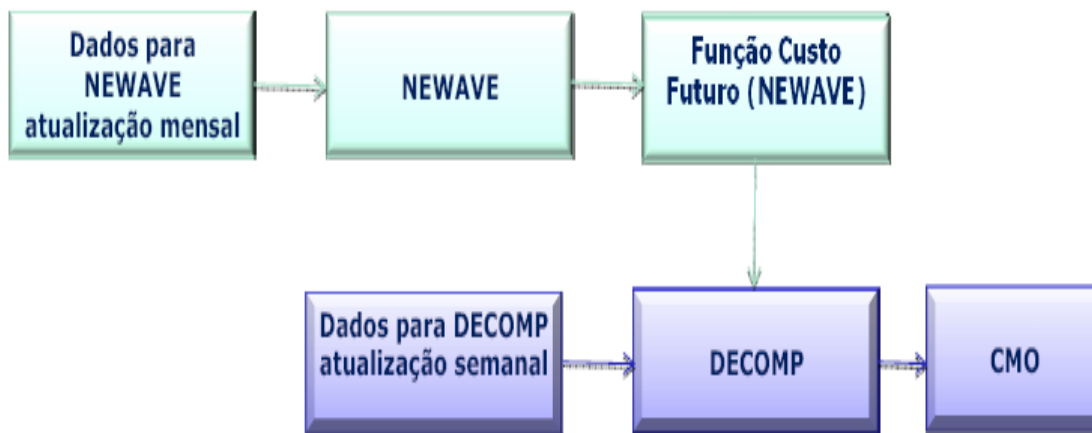 Dados para
NEWAVE
atualização mensal
NEWAVE
Função Custo
Futuro (NEWAVE)
Dados para DECOMP
atualização semanal
DECOMP
CMO